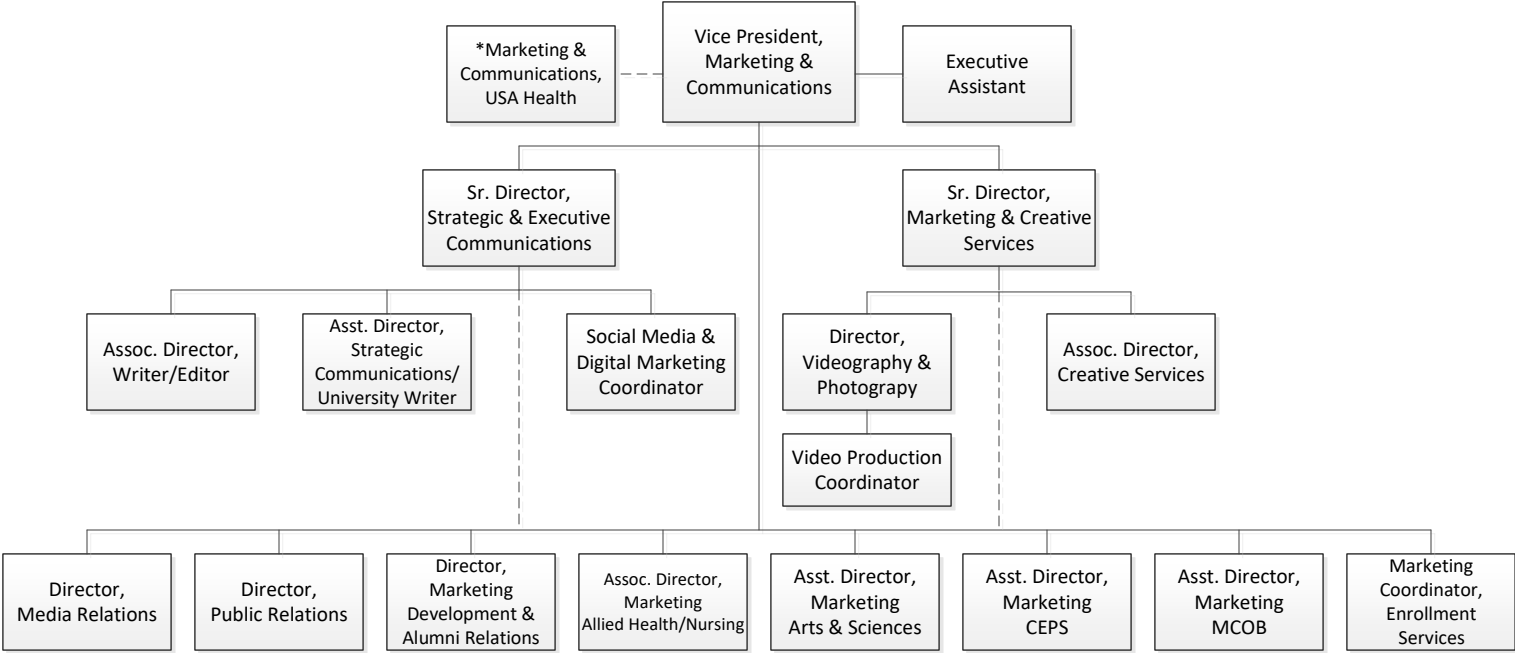 *Marketing &
Communications,
USA Health
Vice President,
Marketing &
Communications
Executive
Assistant
Sr. Director,
Strategic & Executive
Communications
Sr. Director,
Marketing & Creative
Services
Assoc. Director,
Writer/Editor
Asst. Director,
Strategic
Communications/
University Writer
Social Media &
Digital Marketing
Coordinator
Director,
Videography &
Photograpy
Assoc. Director,
Creative Services
Video Production
Coordinator
Director,
Media Relations
Director,
Public Relations
Director,
Marketing
Development &
Alumni Relations
Assoc. Director,
Marketing
Allied Health/Nursing
Asst. Director,
Marketing
Arts & Sciences
Asst. Director,
Marketing
CEPS
Asst. Director,
Marketing
MCOB
Marketing
Coordinator,
Enrollment
Services